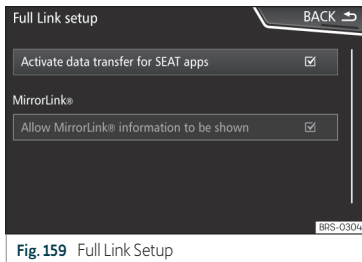 Full Link setup
BACK
Activate data transfer for SEAT apps
MirrorLink®
Allow MirrorLink® information to be shown
BRS-0304
Fig. 159 Full Link Setup